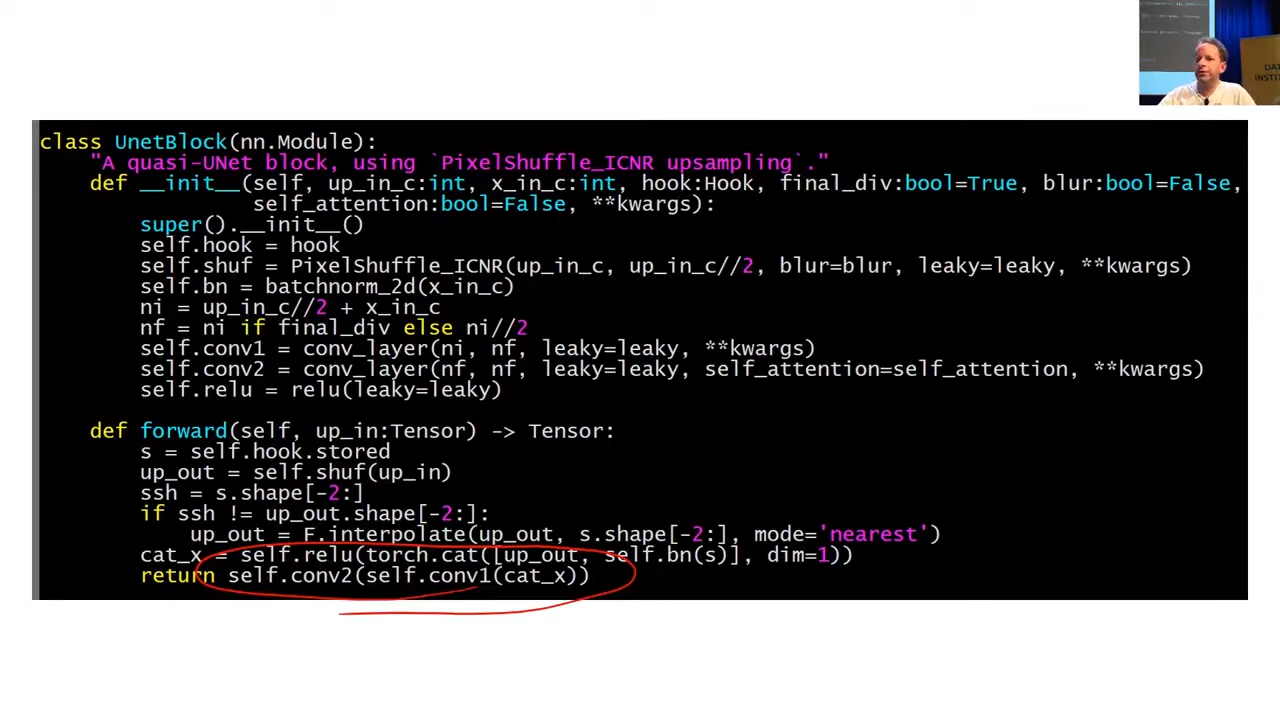 DAT
INSTIT
class UnetBlock(nn.Module):
"A quasi-UNet block, using `PixelShuffle_ICNR upsampling`."
def __init__(self, up_in_c:int, x_in_c:int, hook:Hook, final_div:bool=True, blur:bool=False,
self_attention:bool=False, **kwargs):
super().__init__()
self.hook = hook
self.shuf = PixelShuffle_ICNR(up_in_c, up_in_c//2, blur=blur, leaky=leaky, **kwargs)
self.bn = batchnorm_2d(x_in_c)
ni = up_in_c//2 + x_in_c
nf = ni if final_div else ni//2
self.conv1 = conv_layer(ni, nf, leaky=leaky, **kwargs)
self.conv2 = conv_layer(nf, nf, leaky=leaky, self_attention=self_attention, **kwargs)
self.relu = relu(leaky=leaky)
def forward(self, up_in:Tensor) -> Tensor:
s = self.hook.stored
up_out = self.shuf(up_in)
ssh = s.shape[-2:]
if ssh != up_out.shape[-2:]:
up_out = F.interpolate(up_out, s.shape[-2:], mode='nearest')
cat_x = self.relu(torch.cat([up_out, self.bn(s)], dim=1))
return self.conv2(self.conv1(cat_x))